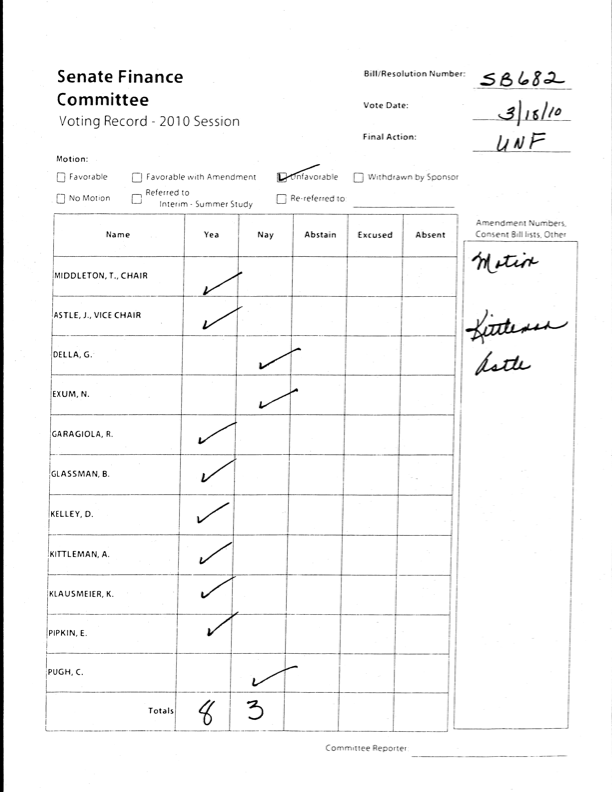 Senate Finance
Committee
Voting Record - 2010 Session
Bill/Resolution Number: SB682
Vote Date: 3/18/10
Final Action: UNF
Motion:
Favorable Favorable with Amendment Unfavorable Withdrawn by Sponsor
No Motion Referred to Interim - Summer Study Re-referred to
Amendment Numbers,
Consent Bill lists, Other
Name Yea Nay Abstain Excused Absent
Motion
Kittleman
Astle
MIDDLETON, T., CHAIR ✓
ASTLE, J., VICE CHAIR ✓
DELLA, G. ✓
EXUM, N. ✓
GARAGIOLA, R. ✓
GLASSMAN, B. ✓
KELLEY, D. ✓
KITTLEMAN, A. ✓
KLAUSMEIER, K. ✓
PIPKIN, E. ✓
PUGH, C. ✓
Totals 8 3
Committee Reporter: